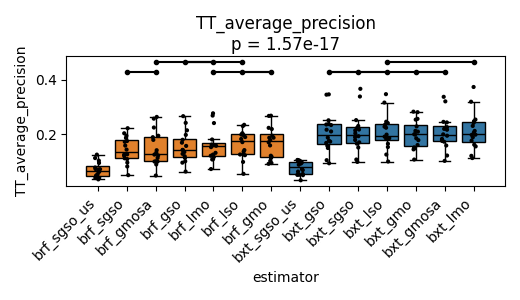 TT_average_precision
p = 1.57e-17
TT_average_precision
0.4
0.2
brf_sgso_us
brf_sgso
brf_gmosa
brf_gso
brf_lmo
brf_lso
brf_gmo
bxt_sgso_us
bxt_gso
bxt_sgso
bxt_lso
bxt_gmo
bxt_gmosa
bxt_lmo
estimator